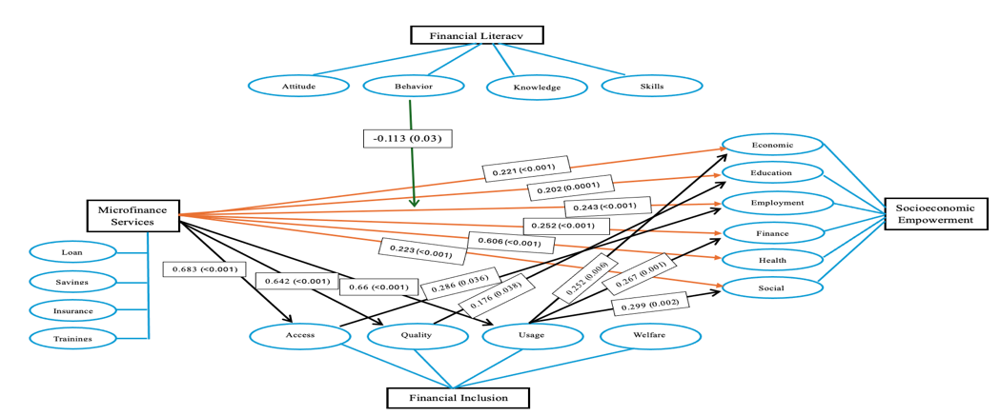 Financial Literacv
Attitude
Behavior
Knowledge
Skills
-0.113 (0.03)
Economic
0.221 (<0.001)
Education
0.202 (0.0001)
Microfinance
Services
0.243 (<0.001)
Employment
Socioeconomic
Empowerment
0.252 (<0.001)
Finance
0.606 (<0.001)
Loan
0.223 (<0.001)
Health
0.683 (<0.001)
0.642 (<0.001)
0.66 (<0.001)
0.286 (0.036)
0.176 (0.038)
0.252 (0.006)
0.267 (0.001)
Savines
Social
0.299 (0.002)
Insurance
Trainines
Access
Quality
Usage
Welfare
Financial Inclusion